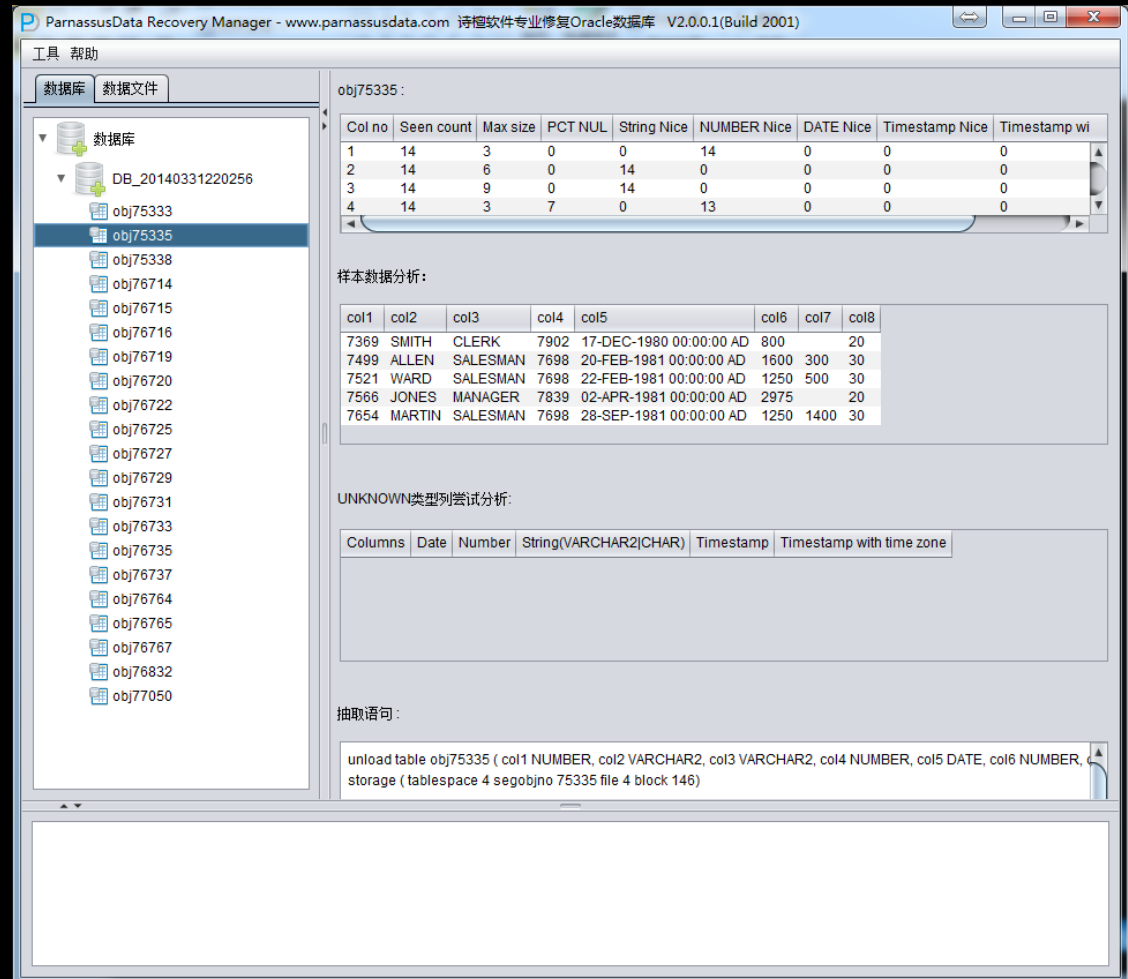 ParnassusData Recovery Manager - www.parnassusdata.com 诗檀软件专业修复Oracle数据库 V2.0.0.1(Build 2001)
工具 帮助
数据库 数据文件
数据库
DB_20140331220256
obj75333
obj75335
obj75338
obj76714
obj76715
obj76716
obj76719
obj76720
obj76722
obj76725
obj76727
obj76729
obj76731
obj76733
obj76735
obj76737
obj76764
obj76765
obj76767
obj76832
obj77050
obj75335 :
Col no Seen count Max size PCT NUL String Nice NUMBER Nice DATE Nice Timestamp Nice Timestamp wi
1 14 3 0 0 14 0 0 0
2 14 6 0 14 0 0 0 0
3 14 9 0 14 0 0 0 0
4 14 3 7 0 13 0 0 0
样本数据分析：
col1 col2 col3 col4 col5 col6 col7 col8
7369 SMITH CLERK 7902 17-DEC-1980 00:00:00 AD 800 20
7499 ALLEN SALESMAN 7698 20-FEB-1981 00:00:00 AD 1600 300 30
7521 WARD SALESMAN 7698 22-FEB-1981 00:00:00 AD 1250 500 30
7566 JONES MANAGER 7839 02-APR-1981 00:00:00 AD 2975 20
7654 MARTIN SALESMAN 7698 28-SEP-1981 00:00:00 AD 1250 1400 30
UNKNOWN类型列尝试分析:
Columns Date Number String(VARCHAR2|CHAR) Timestamp Timestamp with time zone
抽取语句 :
unload table obj75335 ( col1 NUMBER, col2 VARCHAR2, col3 VARCHAR2, col4 NUMBER, col5 DATE, col6 NUMBER,
storage ( tablespace 4 segobjno 75335 file 4 block 146)